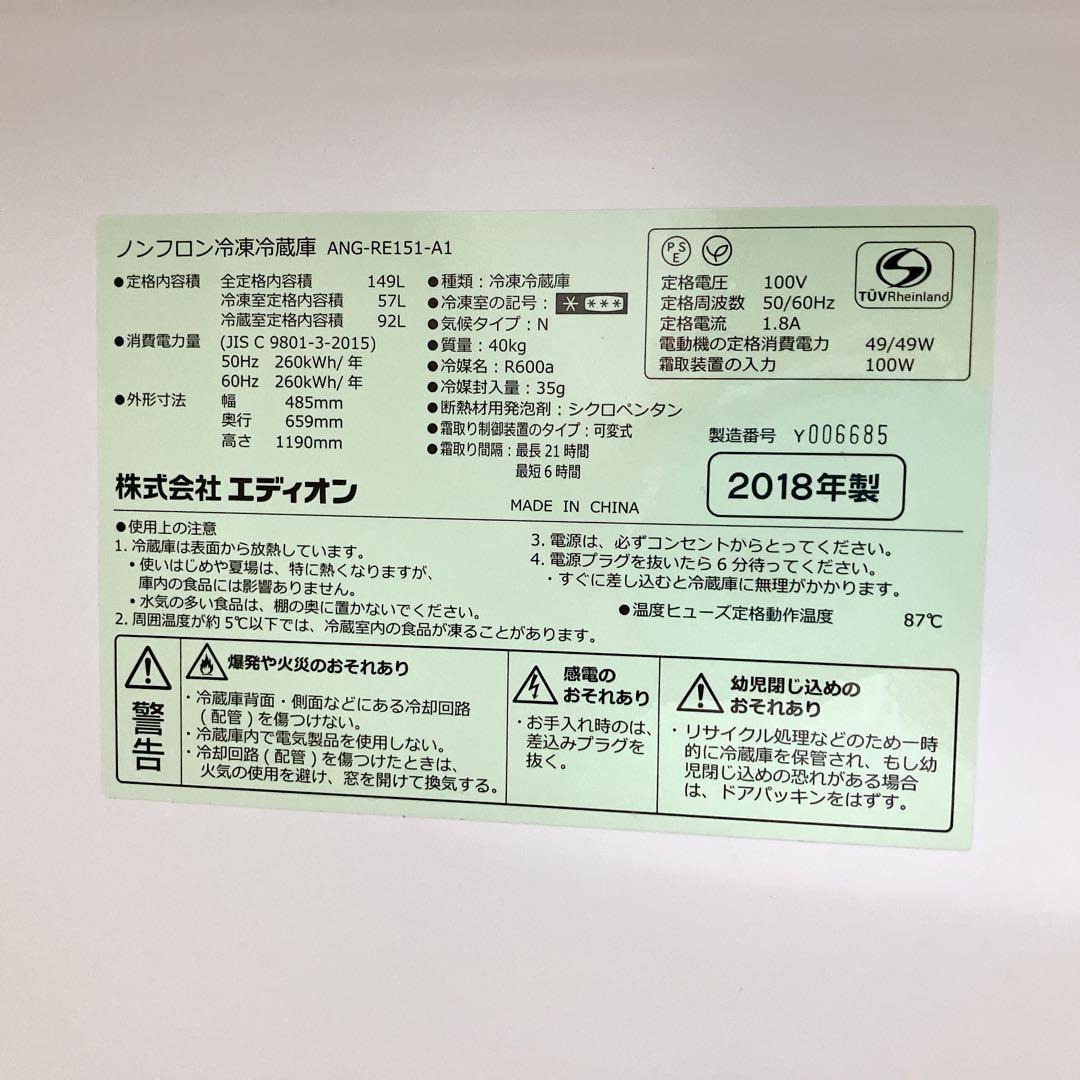 ノンフロン冷凍冷蔵庫 ANG-RE151-A1
●定格内容積 全定格内容積 149L
冷凍室定格内容積 57L
冷蔵室定格内容積 92L
●消費電力量 (JIS C 9801-3-2015)
50Hz 260kWh/年
60Hz 260kWh/年
●外形寸法 幅 485mm
奥行 659mm
高さ 1190mm
●種類：冷凍冷蔵庫
●冷凍室の記号： * ***
●気候タイプ：N
●質量：40kg
●冷媒名：R600a
●冷媒封入量：35g
●断熱材用発泡剤：シクロペンタン
●霜取り制御装置のタイプ：可変式
●霜取り間隔：最長21時間
最短6時間
PSE
定格電圧 100V
定格周波数 50/60Hz
定格電流 1.8A
電動機の定格消費電力 49/49W
霜取装置の入力 100W
TÜVRheinland
製造番号 Y006685
2018年製
株式会社 エディオン
MADE IN CHINA
●使用上の注意
1. 冷蔵庫は表面から放熱しています。
・使いはじめや夏場は、特に熱くなりますが、
庫内の食品には影響ありません。
・水気の多い食品は、棚の奥に置かないでください。
2. 周囲温度が約5℃以下では、冷蔵室内の食品が凍ることがあります。
3. 電源は、必ずコンセントからとってください。
4. 電源プラグを抜いたら6分待ってください。
・すぐに差し込むと冷蔵庫に無理がかかります。
●温度ヒューズ定格動作温度 87℃
警告
爆発や火災のおそれあり
・冷蔵庫背面・側面などにある冷却回路
(配管)を傷つけない。
・冷蔵庫内で電気製品を使用しない。
・冷却回路(配管)を傷つけたときは、
火気の使用を避け、窓を開けて換気する。
感電の
おそれあり
・お手入れ時のは、
差込みプラグを
抜く。
幼児閉じ込めの
おそれあり
・リサイクル処理などのため一時
的に冷蔵庫を保管され、もし幼
児閉じ込めの恐れがある場合
は、ドアパッキンをはずす。